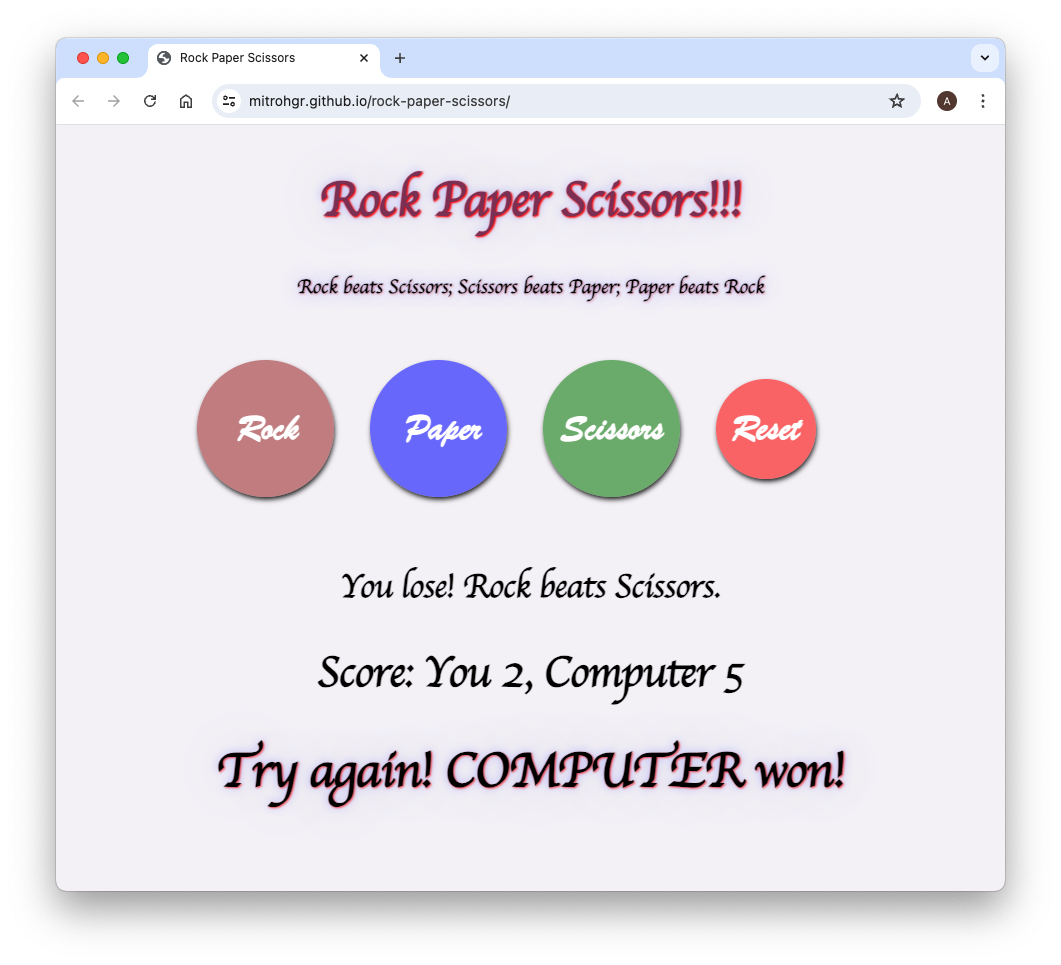 Rock Paper Scissors
mitrohgr.github.io/rock-paper-scissors/
A
Rock Paper Scissors!!!
Rock beats Scissors; Scissors beats Paper; Paper beats Rock
Rock Paper Scissors Reset
You lose! Rock beats Scissors.
Score: You 2, Computer 5
Try again! COMPUTER won!